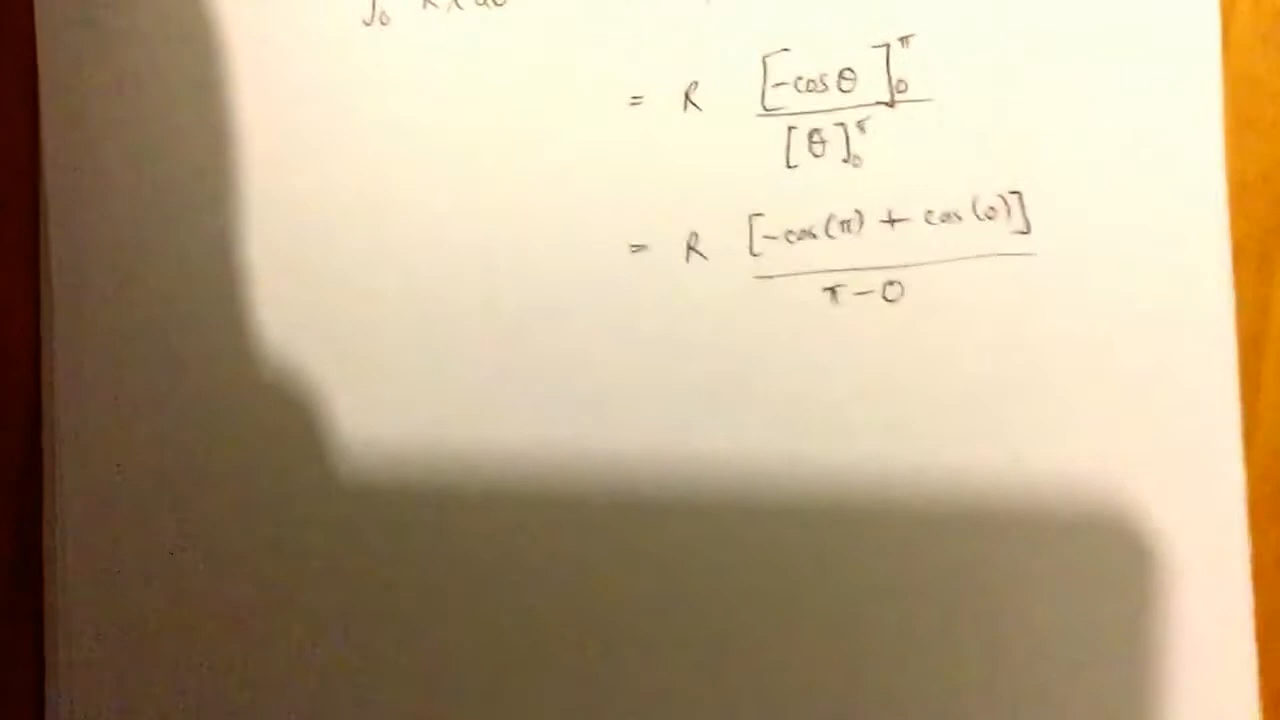 = R [-cos θ]₀^π / [θ]₀^π
= R [-cos(π) + cos(0)] / π - 0